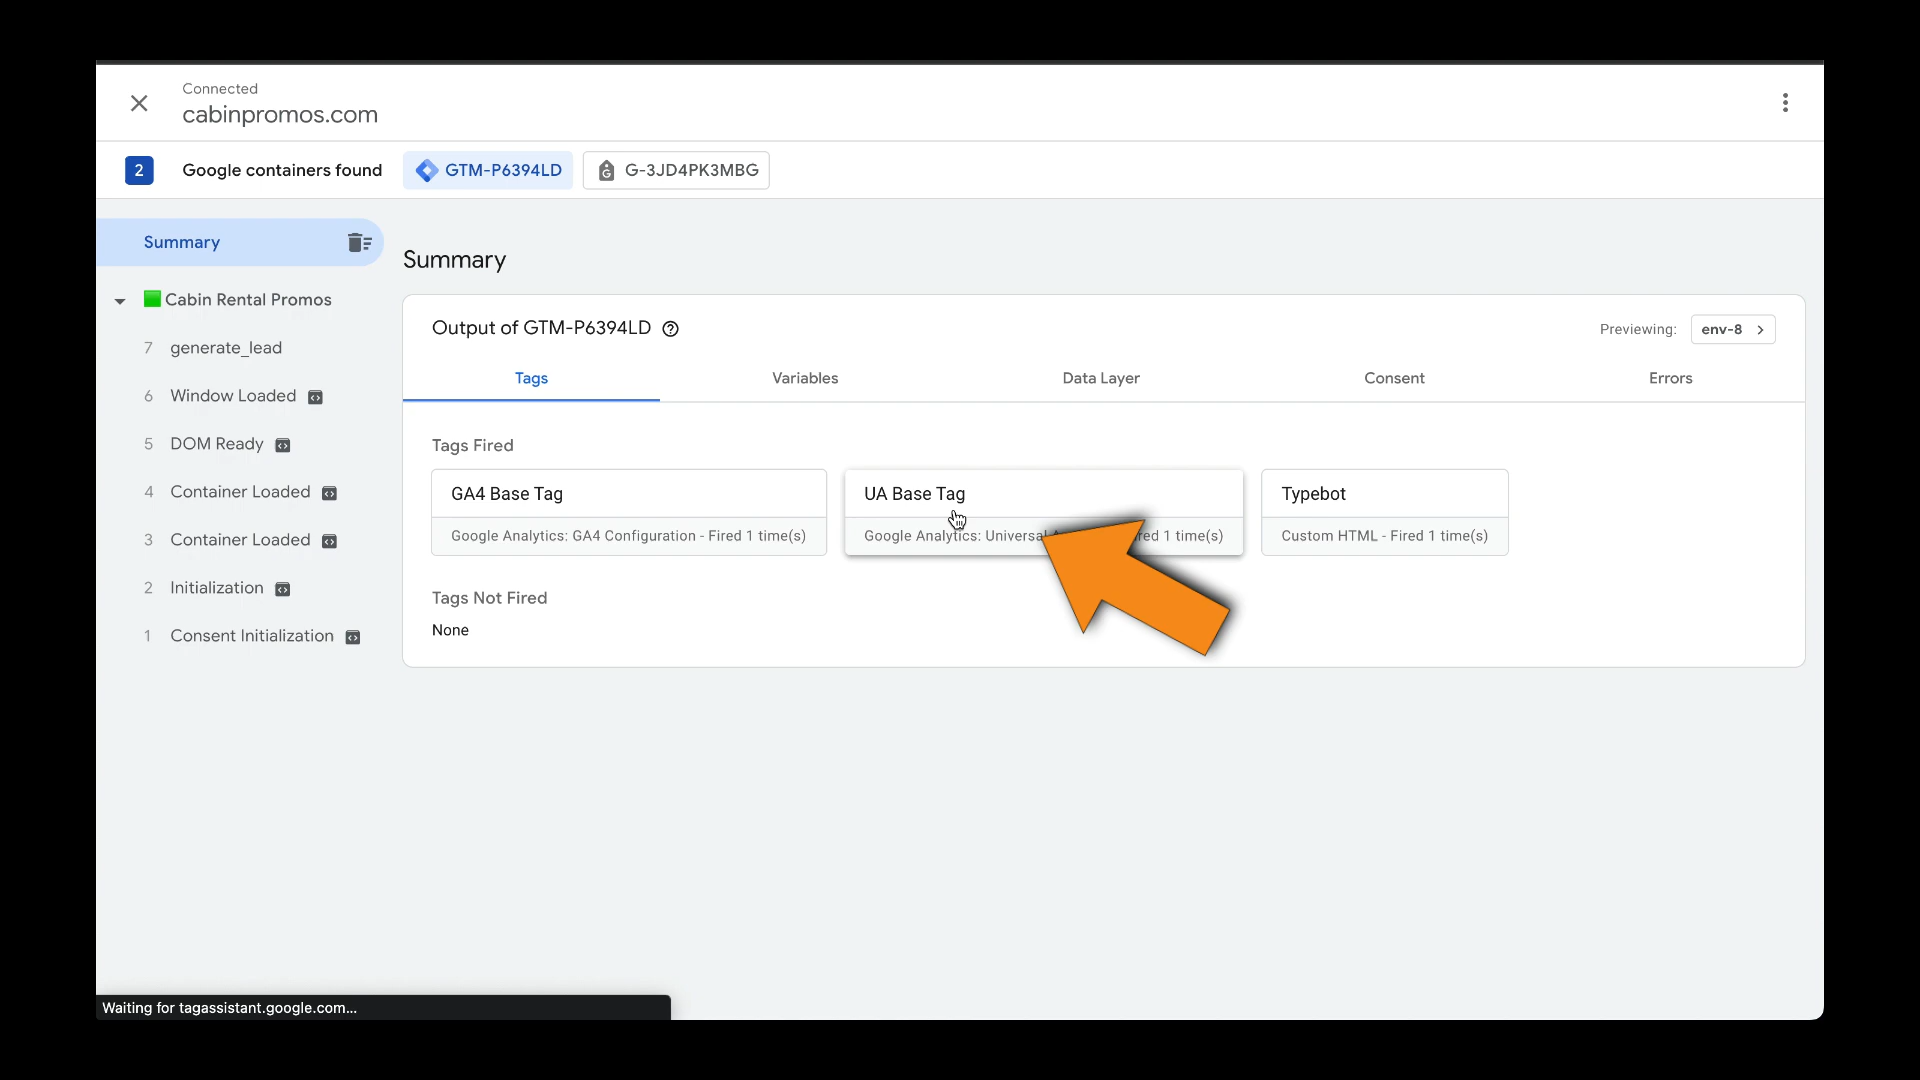 Connected
cabinpromos.com
2 Google containers found GTM-P6394LD G-3JD4PK3MBG
Summary
Cabin Rental Promos
7 generate_lead
6 Window Loaded
5 DOM Ready
4 Container Loaded
3 Container Loaded
2 Initialization
1 Consent Initialization
Summary
Output of GTM-P6394LD
Previewing: env-8
Tags Variables Data Layer Consent Errors
Tags Fired
GA4 Base Tag
Google Analytics: GA4 Configuration - Fired 1 time(s)
UA Base Tag
Google Analytics: 1 time(s)
Typebot
Custom HTML - Fired 1 time(s)
Tags Not Fired
None
Waiting for tagassistant.google.com...